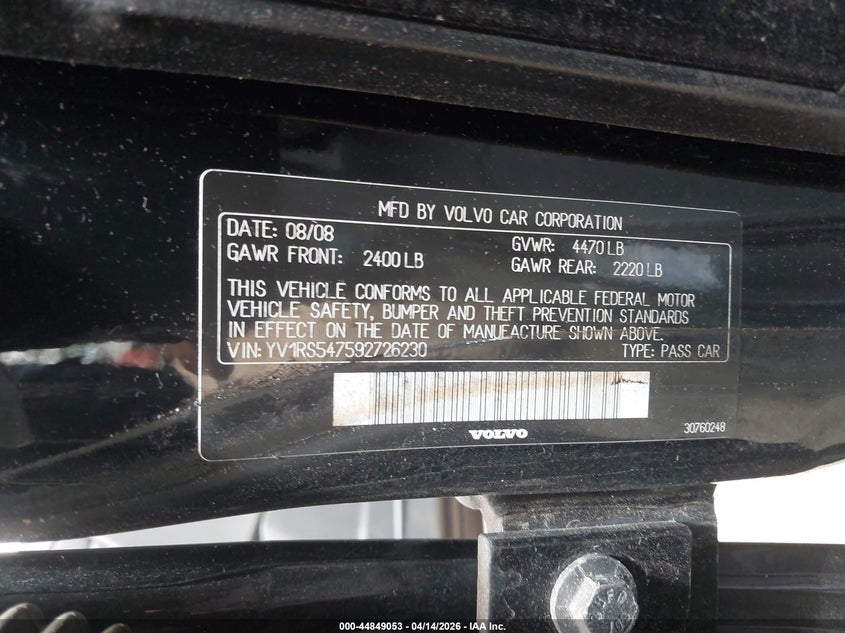 MFD BY VOLVO CAR CORPORATION
DATE: 08/08
GVWR: 4470 LB
GAWR FRONT: 2400 LB
GAWR REAR: 2220 LB
THIS VEHICLE CONFORMS TO ALL APPLICABLE FEDERAL MOTOR
VEHICLE SAFETY, BUMPER AND THEFT PREVENTION STANDARDS
IN EFFECT ON THE DATE OF MANUFACTURE SHOWN ABOVE.
VIN: YV1RS547592726230 TYPE: PASS CAR
VOLVO
30760248
000-44849053 - 04/14/2026 - IAA Inc.